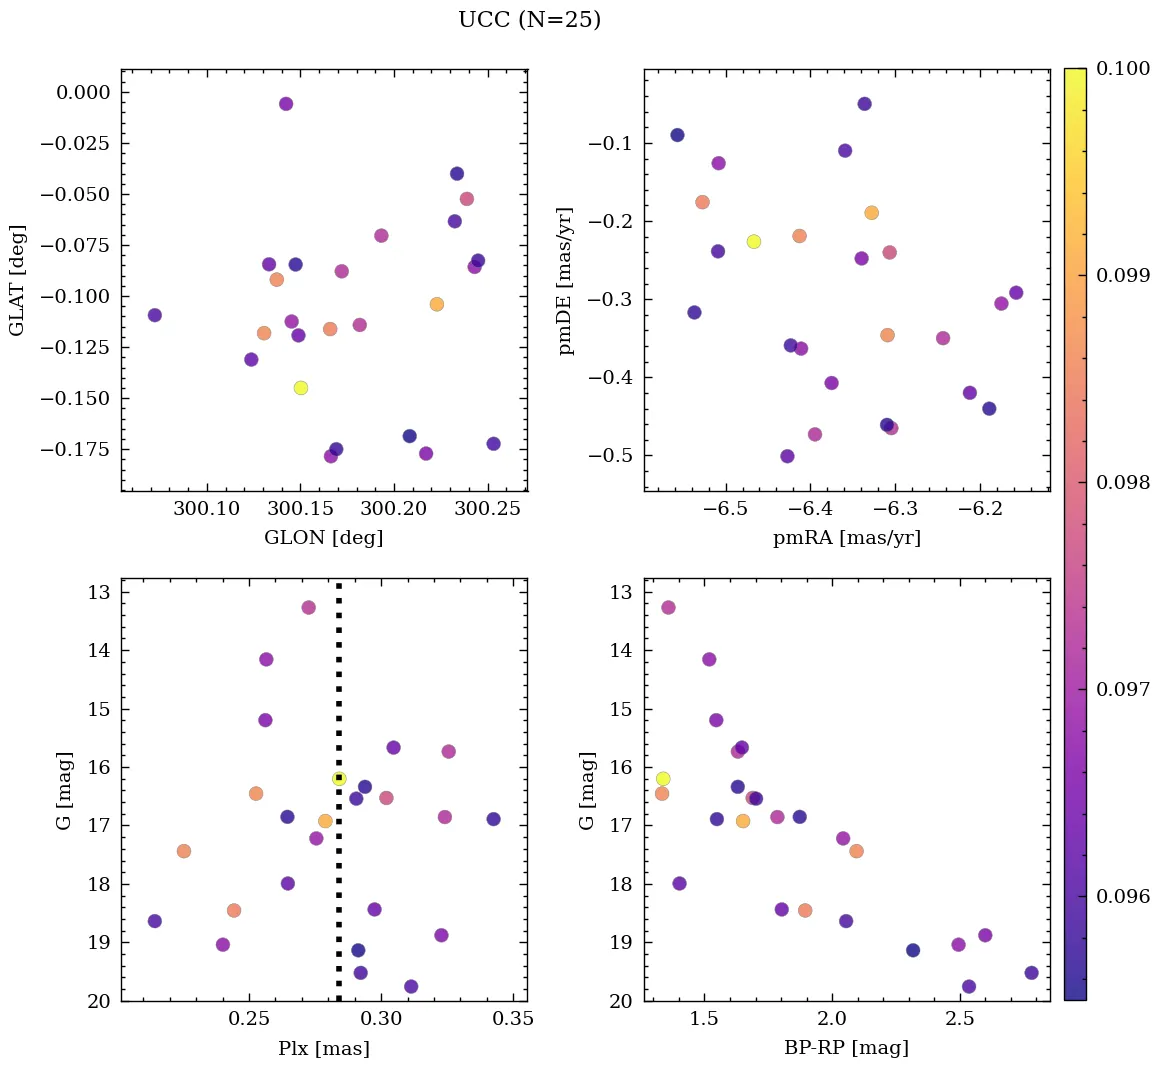 UCC (N=25)
0.000
−0.025
−0.050
−0.075
−0.100
−0.125
−0.150
−0.175
GLAT [deg]
300.10 300.15 300.20 300.25
GLON [deg]
−0.1
−0.2
−0.3
−0.4
−0.5
pmDE [mas/yr]
−6.5 −6.4 −6.3 −6.2
pmRA [mas/yr]
0.100
0.099
0.098
0.097
0.096
13
14
15
16
17
18
19
20
G [mag]
0.25 0.30 0.35
Plx [mas]
13
14
15
16
17
18
19
20
G [mag]
1.5 2.0 2.5
BP-RP [mag]